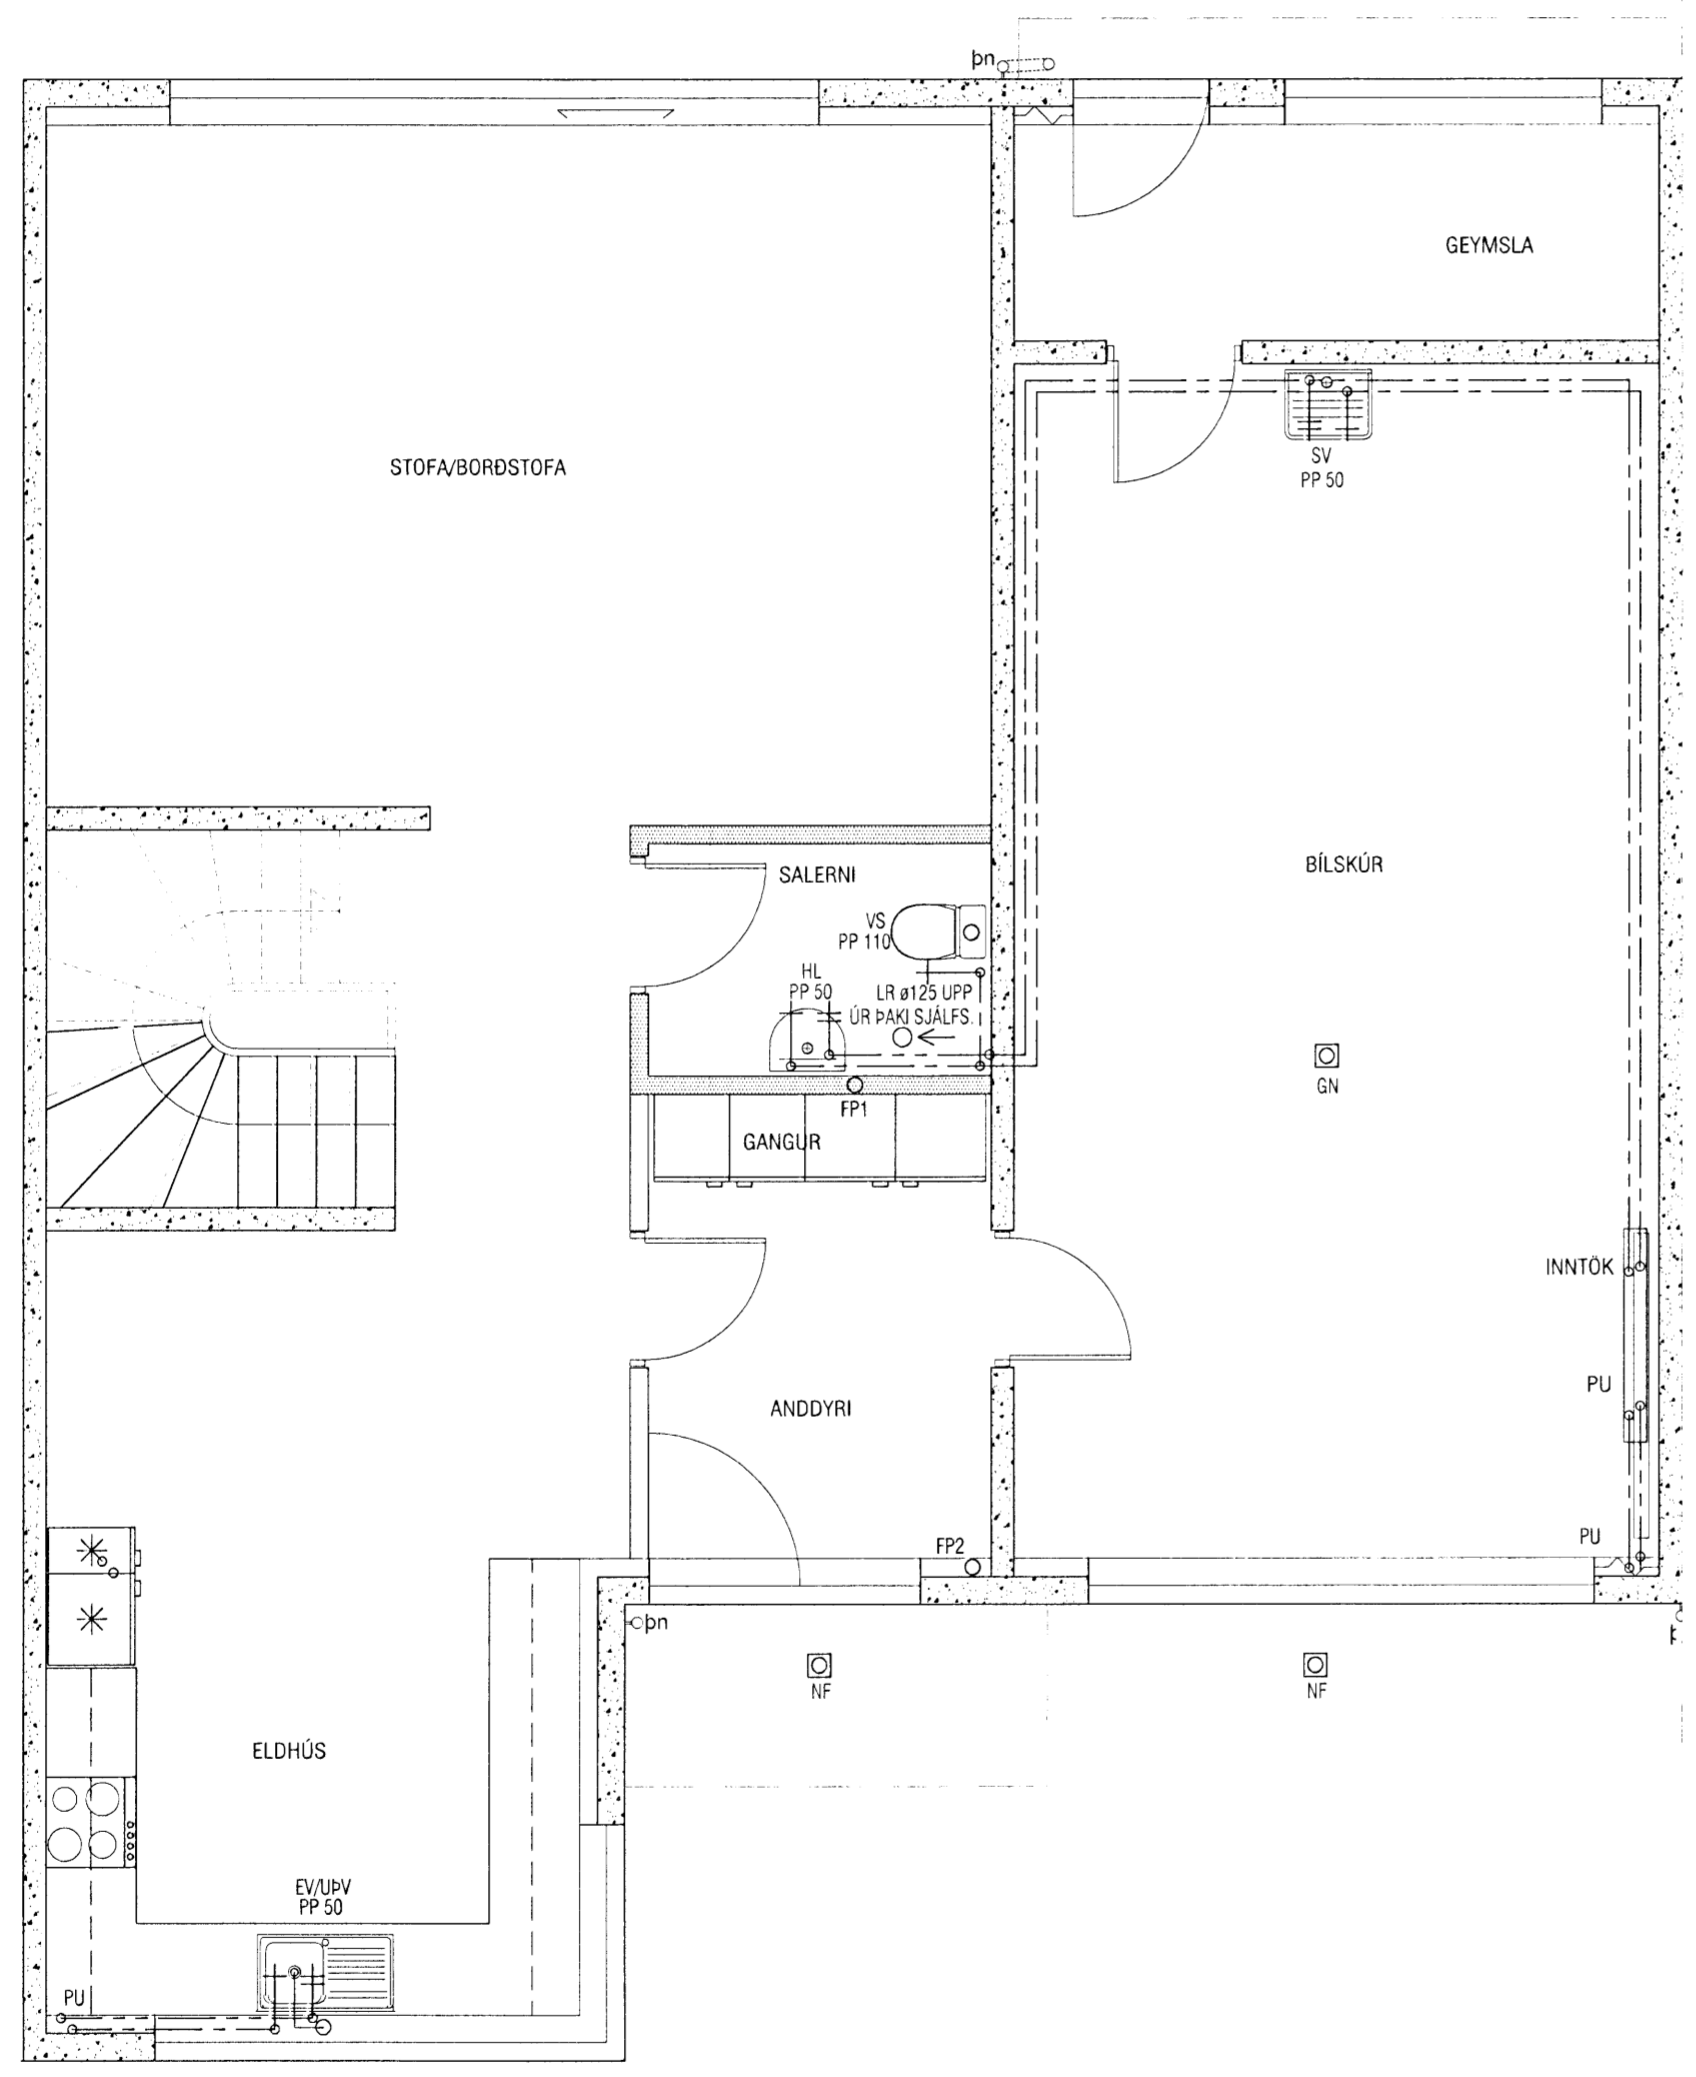 þn
GEYMSLA
STOFA/BORÐSTOFA
SV
PP 50
BÍLSKÚR
SALERNI
VS
PP 110
HL
PP 50
LR ø125 UPP
ÚR ÞAKI SJÁLFS.
GN
FP1
GANGUR
INNTÖK
PU
ANDDYRI
PU
FP2
þn
NF
NF
ELDHÚS
EV/UÞV
PP 50
PU